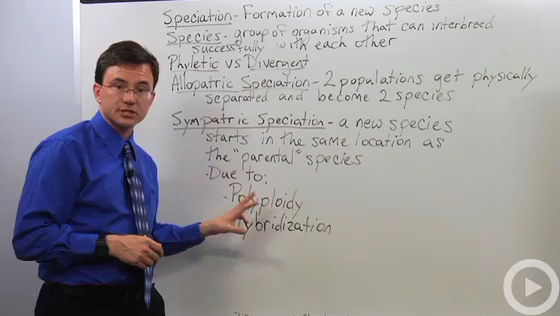 Speciation - Formation of a new species
Species - group of organisms that can interbreed
successfully with each other
Phyletic vs Divergent
Allopatric Speciation - 2 populations get physically
separated and become 2 species
Sympatric Speciation - a new species
starts in the same location as
the "parental" species
· Due to:
- Polyploidy
Hybridization